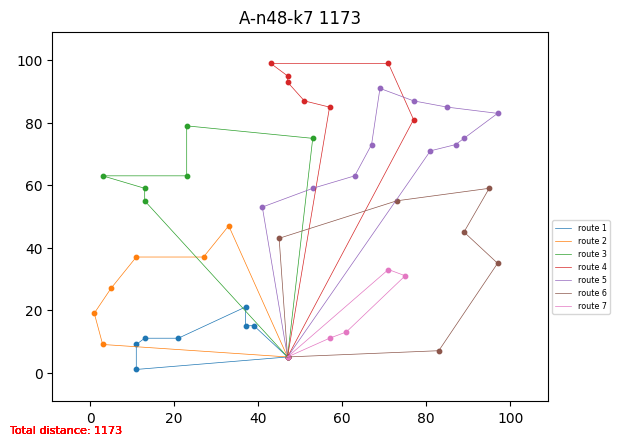 A-n48-k7 1173
100
80
60
40
20
0
0 20 40 60 80 100
route 1
route 2
route 3
route 4
route 5
route 6
route 7
Total distance: 1173